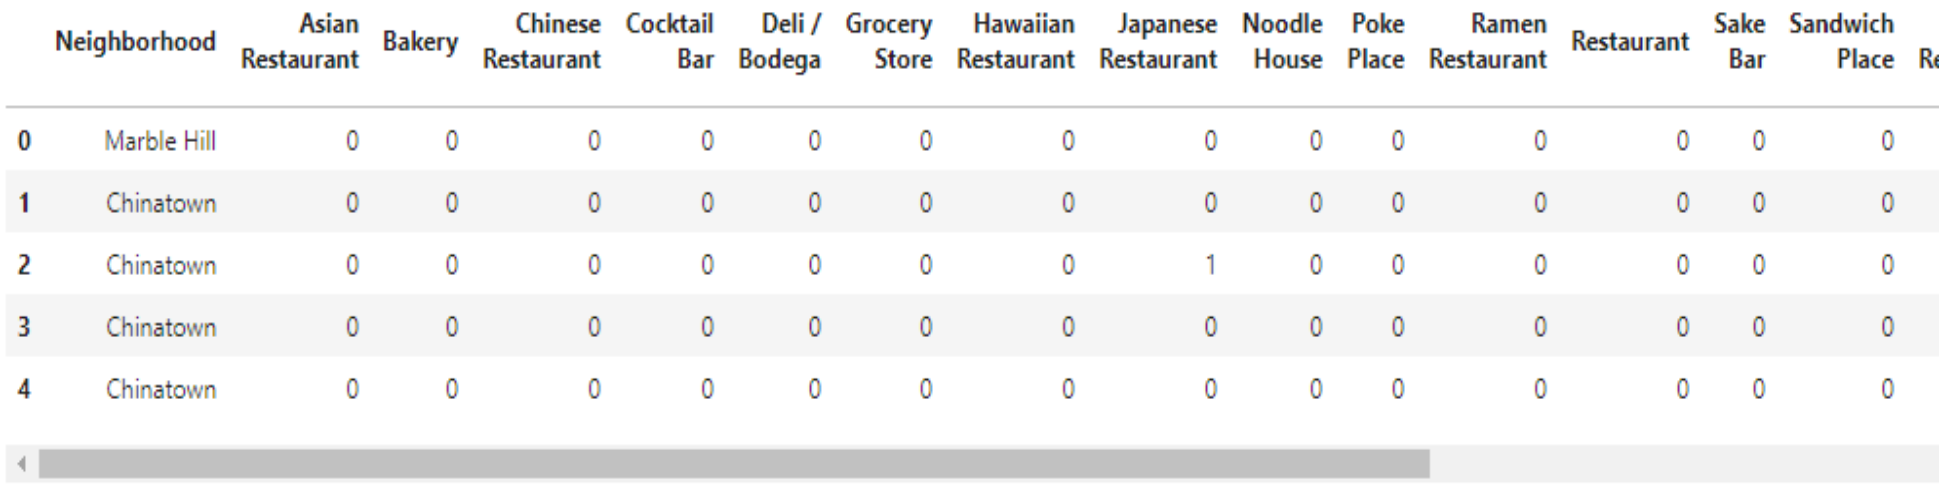 Neighborhood Asian Restaurant Bakery Chinese Restaurant Cocktail Bar Deli / Bodega Grocery Store Hawaiian Restaurant Japanese Restaurant Noodle House Poke Place Ramen Restaurant Restaurant Sake Bar Sandwich Place Re
0 Marble Hill 0 0 0 0 0 0 0 0 0 0 0 0 0 0
1 Chinatown 0 0 0 0 0 0 0 0 0 0 0 0 0 0
2 Chinatown 0 0 0 0 0 0 0 1 0 0 0 0 0 0
3 Chinatown 0 0 0 0 0 0 0 0 0 0 0 0 0 0
4 Chinatown 0 0 0 0 0 0 0 0 0 0 0 0 0 0